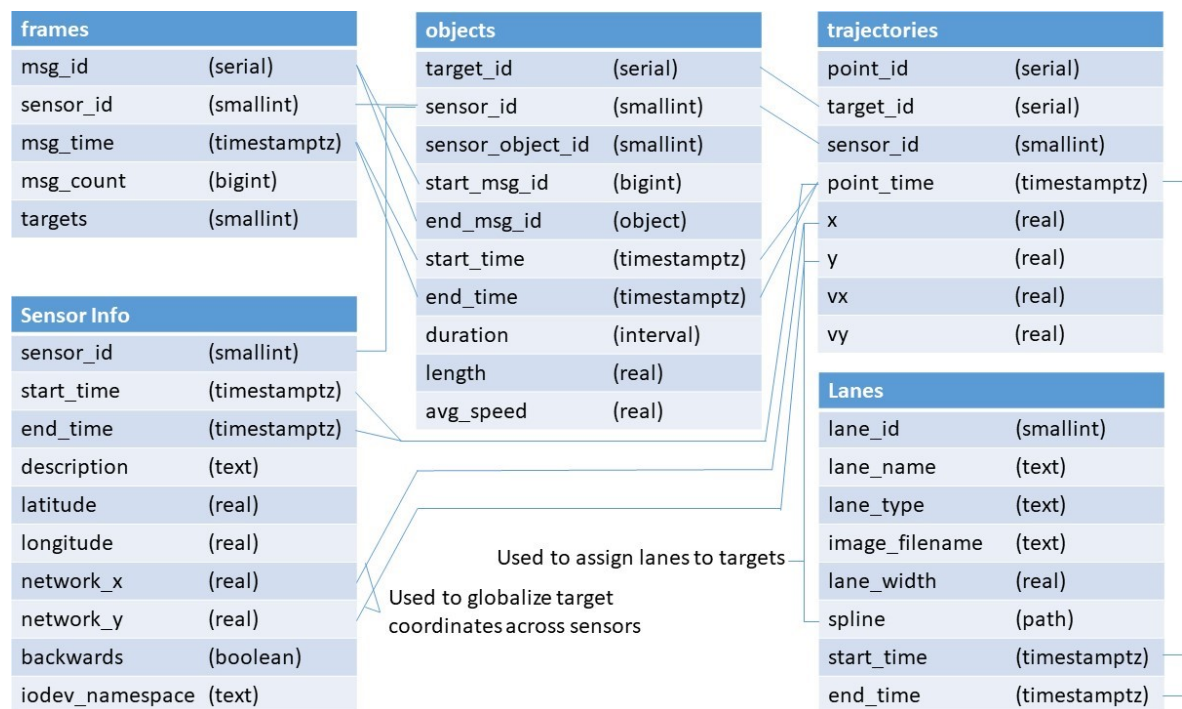 frames
msg_id (serial)
sensor_id (smallint)
msg_time (timestamptz)
msg_count (bigint)
targets (smallint)
Sensor Info
sensor_id (smallint)
start_time (timestamptz)
end_time (timestamptz)
description (text)
latitude (real)
longitude (real)
network_x (real)
network_y (real)
backwards (boolean)
iodev_namespace (text)
objects
target_id (serial)
sensor_id (smallint)
sensor_object_id (smallint)
start_msg_id (bigint)
end_msg_id (object)
start_time (timestamptz)
end_time (timestamptz)
duration (interval)
length (real)
avg_speed (real)
Used to assign lanes to targets
Used to globalize target
coordinates across sensors
trajectories
point_id (serial)
target_id (serial)
sensor_id (smallint)
point_time (timestamptz)
x (real)
y (real)
vx (real)
vy (real)
Lanes
lane_id (smallint)
lane_name (text)
lane_type (text)
image_filename (text)
lane_width (real)
spline (path)
start_time (timestamptz)
end_time (timestamptz)